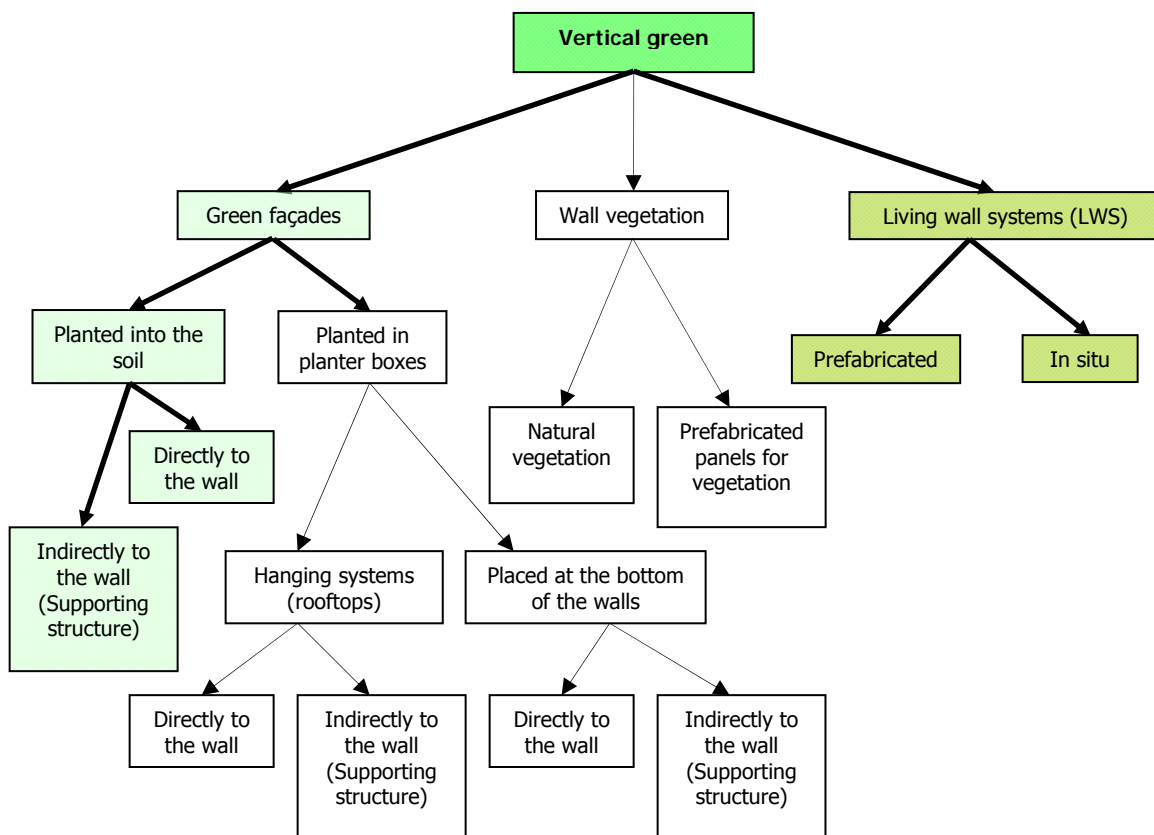 Vertical green
Green façades
Wall vegetation
Living wall systems (LWS)
Planted into the
soil
Planted in
planter boxes
Prefabricated
In situ
Directly to
the wall
Natural
vegetation
Prefabricated
panels for
vegetation
Indirectly to
the wall
(Supporting
structure)
Hanging systems
(rooftops)
Placed at the bottom
of the walls
Directly to
the wall
Indirectly to
the wall
(Supporting
structure)
Directly to
the wall
Indirectly to
the wall
(Supporting
structure)